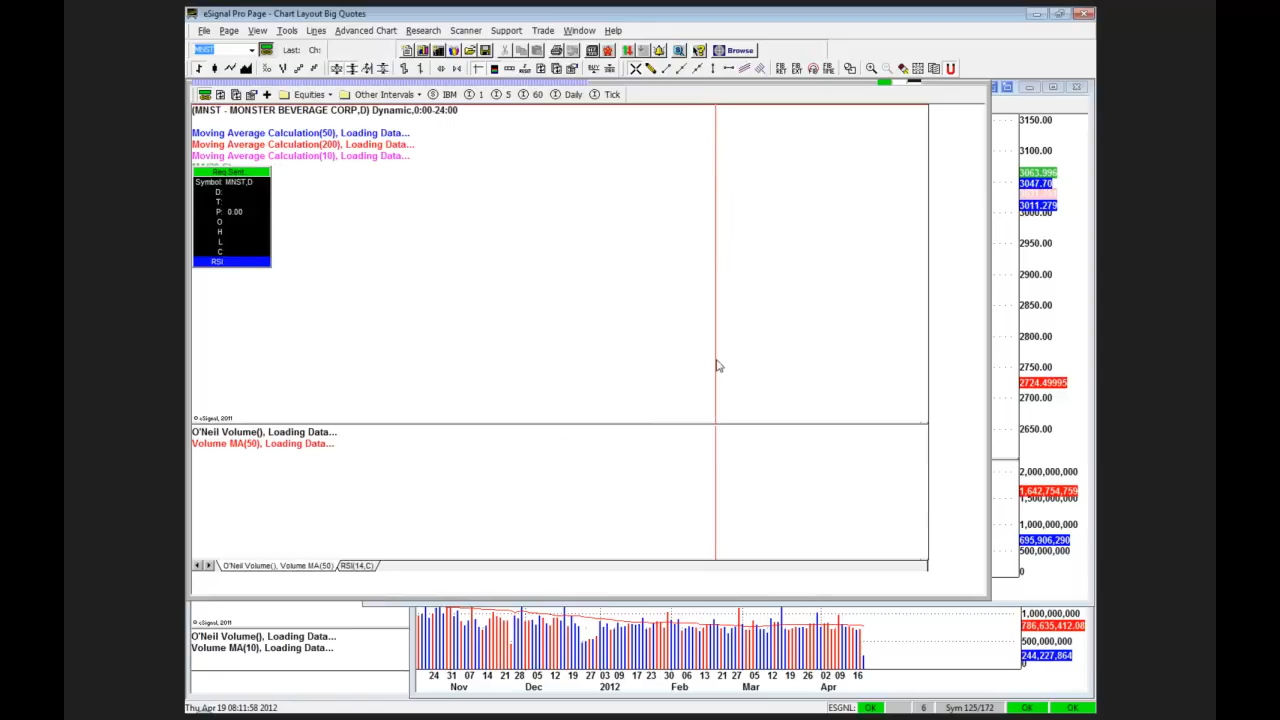 eSignal Pro Page - Chart Layout Big Quotes
File Page View Tools Lines Advanced Chart Research Scanner Support Trade Window Help
MNST Last: Ch: Browse
Equities Other Intervals IBM 1 5 60 Daily Tick
(MNST - MONSTER BEVERAGE CORP,D) Dynamic,0:00-24:00
Moving Average Calculation(50), Loading Data...
Moving Average Calculation(200), Loading Data...
Moving Average Calculation(10), Loading Data...
Req Sent
Symbol: MNST,D
D:
T:
P: 0.00
O
H
L
C
RSI
© eSignal, 2011
3150.00
3100.00
3063.996
3047.70
3011.279
3000.00
2950.00
2900.00
2850.00
2800.00
2750.00
2724.49995
2700.00
2650.00
O'Neil Volume(), Loading Data...
Volume MA(50), Loading Data...
2,000,000,000
1,642,754,759
1,500,000,000
1,000,000,000
695,906,290
500,000,000
0
O'Neil Volume(), Volume MA(50) RSI(14,C)
© eSignal, 2011
O'Neil Volume(), Loading Data...
Volume MA(10), Loading Data...
1,000,000,000
786,635,412.08
500,000,000
244,227,864
0
24 31 07 14 21 28 05 12 19 27 03 09 17 23 30 06 13 21 27 05 12 19 26 02 09 16
Nov Dec 2012 Feb Mar Apr
Thu Apr 19 08:11:58 2012 ESGNL: OK 6 Sym 125/172 OK OK